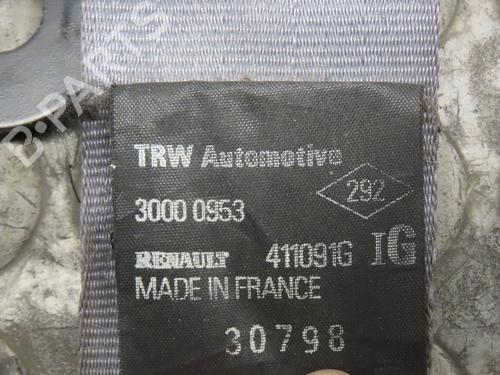 B-PARTS
TRW Automotive
3000 0953
292
RENAULT 411091G IG
MADE IN FRANCE
30798